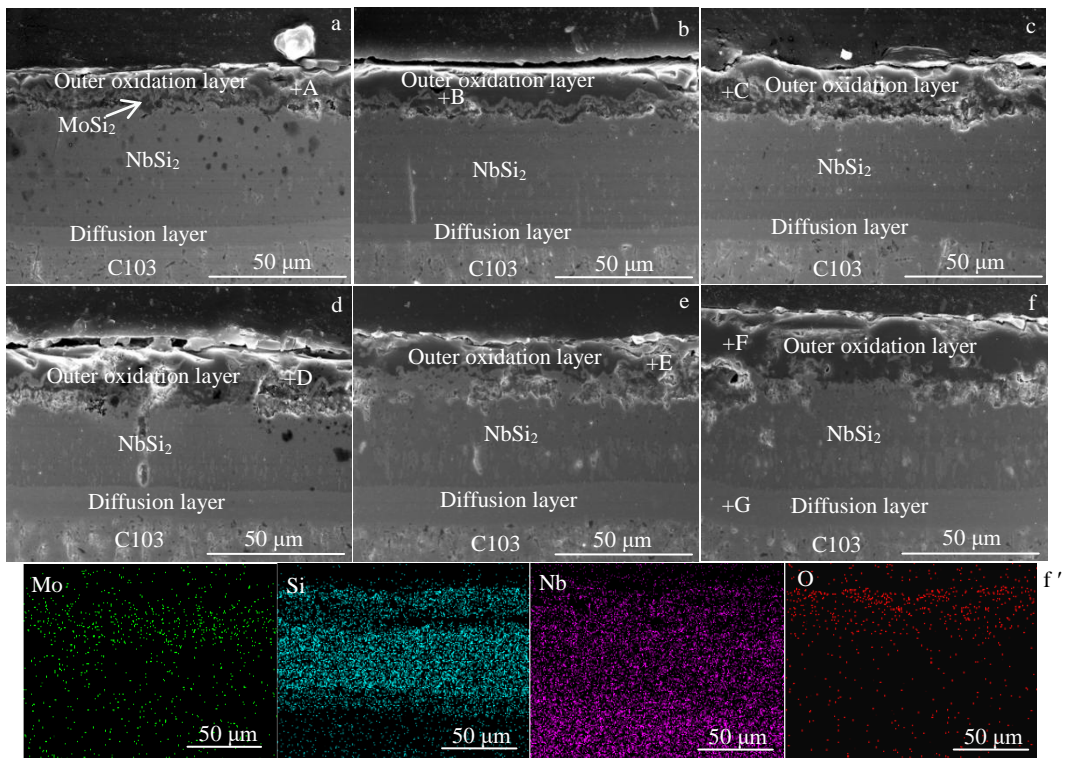 a
Outer oxidation layer
+A
MoSi₂
NbSi₂
Diffusion layer
C103
50 μm
b
Outer oxidation layer
+B
NbSi₂
Diffusion layer
C103
50 μm
c
Outer oxidation layer
+C
NbSi₂
Diffusion layer
C103
50 μm
d
Outer oxidation layer
+D
NbSi₂
Diffusion layer
C103
50 μm
e
Outer oxidation layer
+E
NbSi₂
Diffusion layer
C103
50 μm
f
+F
Outer oxidation layer
NbSi₂
+G
Diffusion layer
C103
50 μm
Mo
50 μm
Si
50 μm
Nb
50 μm
O
50 μm
f ′